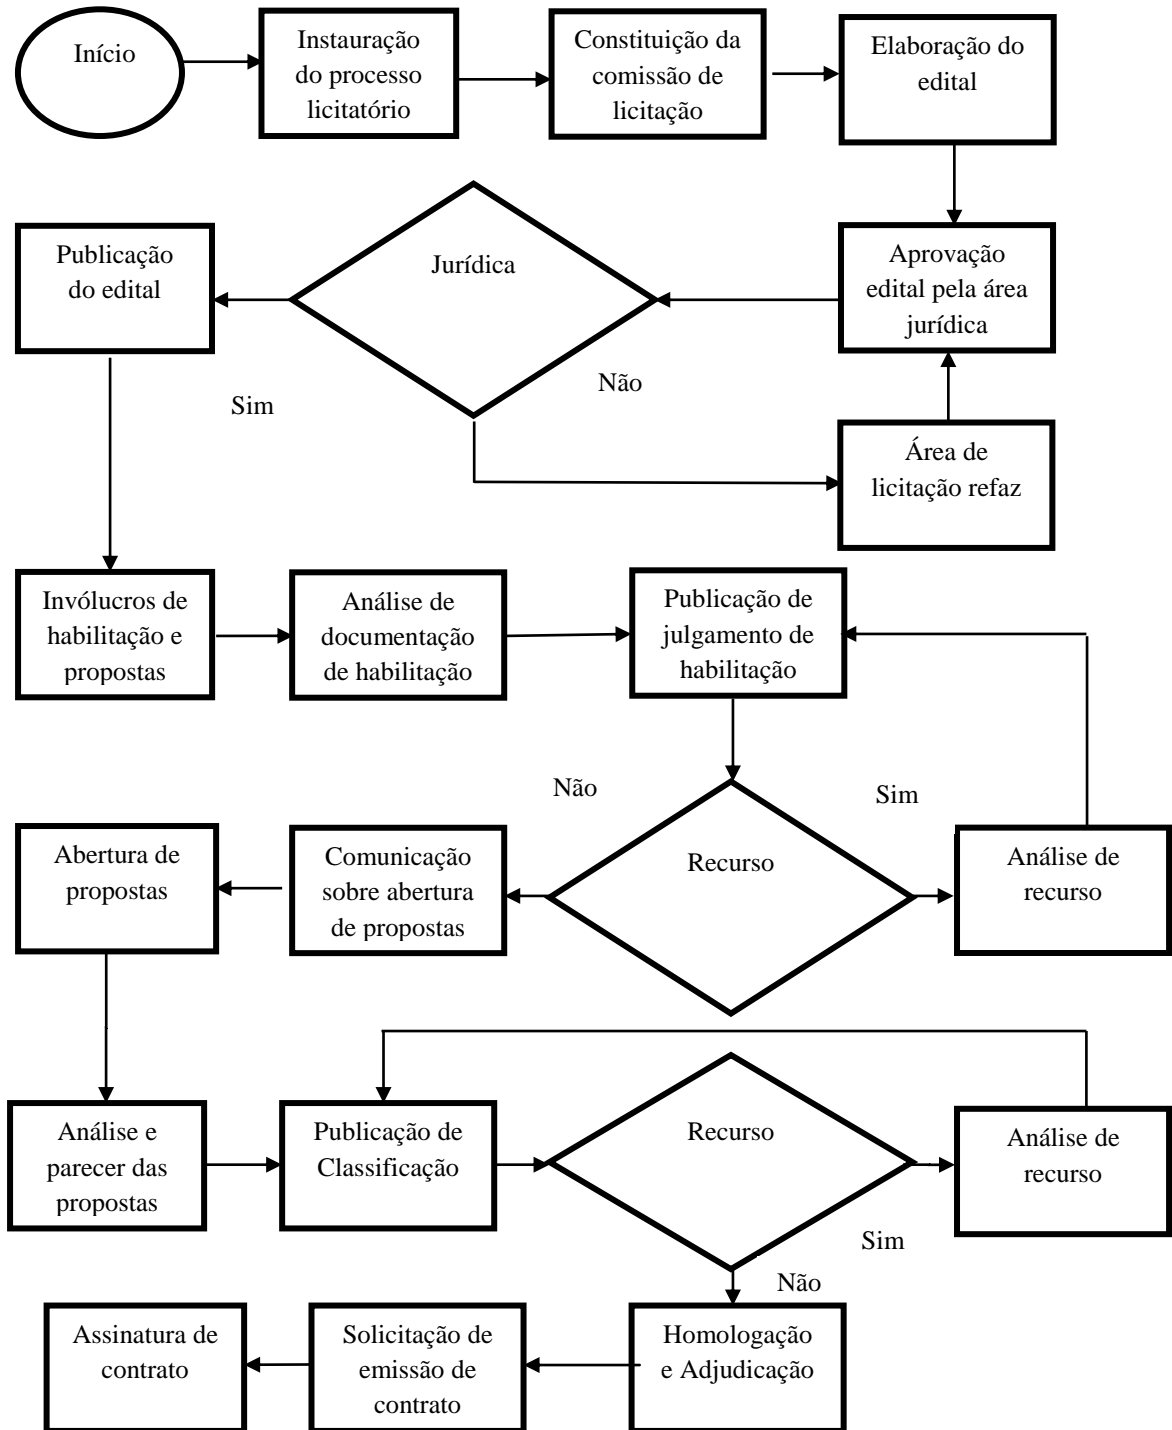 Início
Instauração
do processo
licitatório
Constituição da
comissão de
licitação
Elaboração do
edital
Publicação
do edital
Jurídica
Aprovação
edital pela área
jurídica
Não
Sim
Área de
licitação refaz
Invólucros de
habilitação e
propostas
Análise de
documentação
de habilitação
Publicação de
julgamento de
habilitação
Não
Sim
Abertura de
propostas
Comunicação
sobre abertura
de propostas
Recurso
Análise de
recurso
Análise e
parecer das
propostas
Publicação de
Classificação
Recurso
Análise de
recurso
Sim
Não
Assinatura de
contrato
Solicitação de
emissão de
contrato
Homologação
e Adjudicação